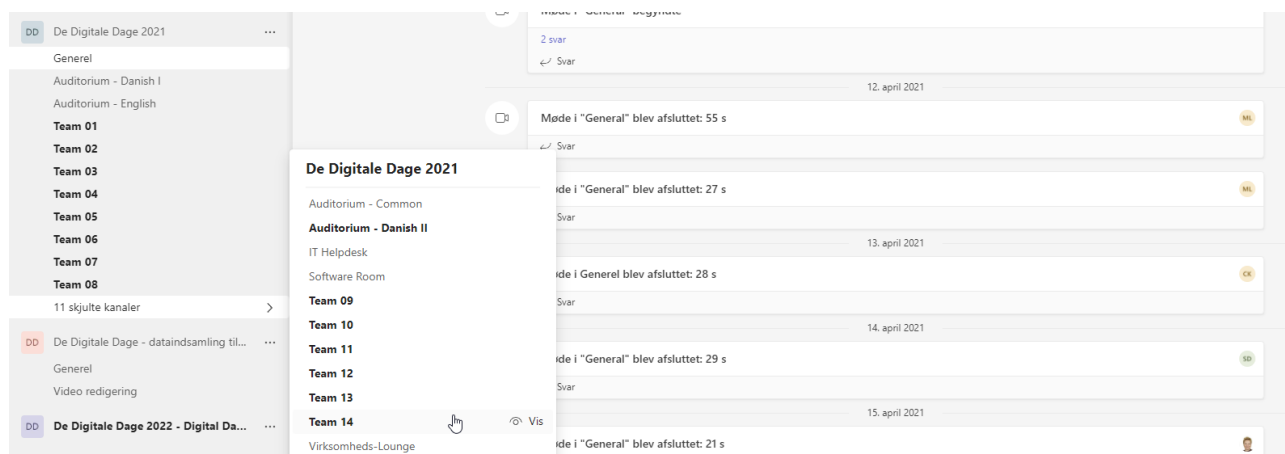 DD De Digitale Dage 2021 ...
Generel
Auditorium - Danish I
Auditorium - English
Team 01
Team 02
Team 03
Team 04
Team 05
Team 06
Team 07
Team 08
11 skjulte kanaler
DD De Digitale Dage - dataindsamling til... ...
Generel
Video redigering
DD De Digitale Dage 2022 - Digital Da... ...
De Digitale Dage 2021
Auditorium - Common
Auditorium - Danish II
IT Helpdesk
Software Room
Team 09
Team 10
Team 11
Team 12
Team 13
Team 14 Vis
Virksomheds-Lounge
Møde i "General" begyndte
2 svar
Svar
12. april 2021
Møde i "General" blev afsluttet: 55 s ML
Svar
øde i "General" blev afsluttet: 27 s ML
Svar
13. april 2021
øde i Generel blev afsluttet: 28 s CK
Svar
14. april 2021
øde i "General" blev afsluttet: 29 s SD
Svar
15. april 2021
øde i "General" blev afsluttet: 21 s